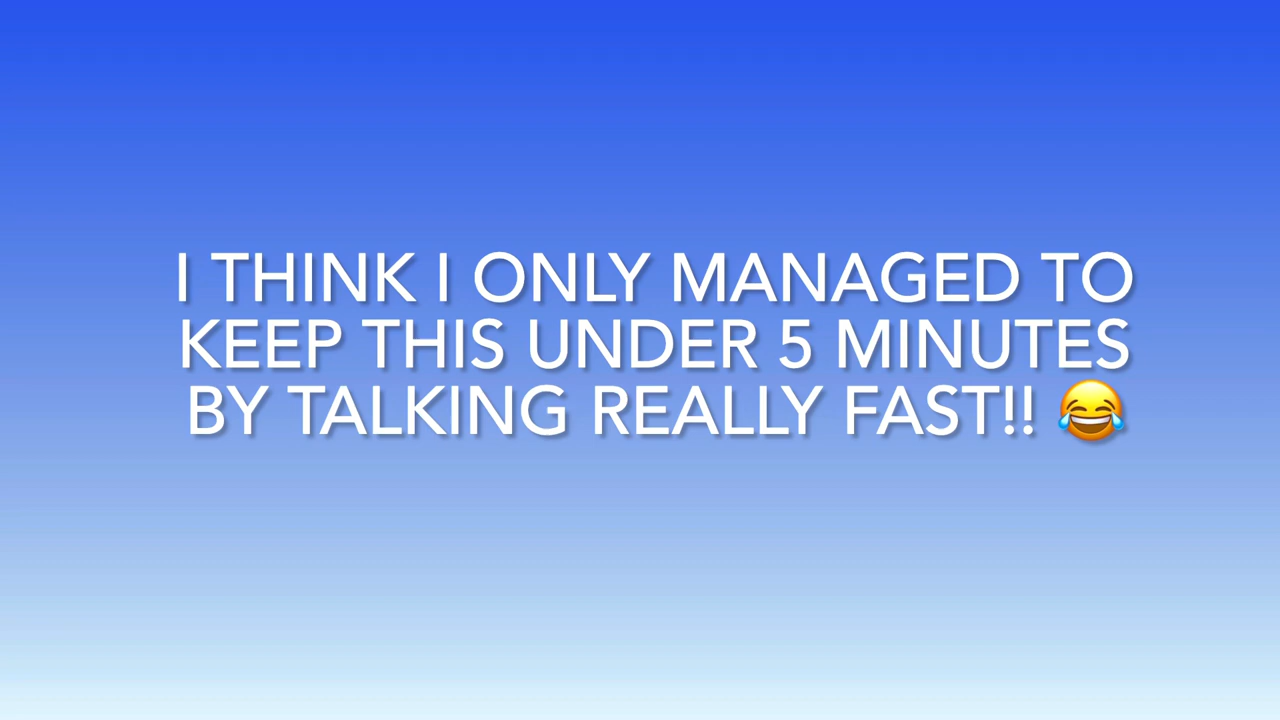 I THINK I ONLY MANAGED TO
KEEP THIS UNDER 5 MINUTES
BY TALKING REALLY FAST!! 😂